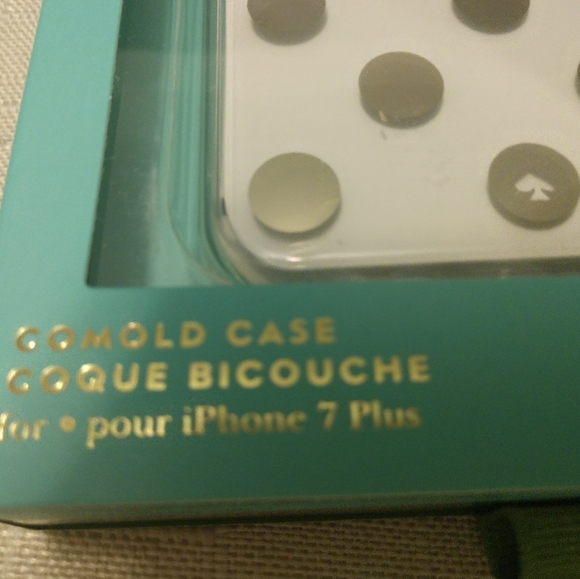 COMOLD CASE
COQUE BICOUCHE
for • pour iPhone 7 Plus